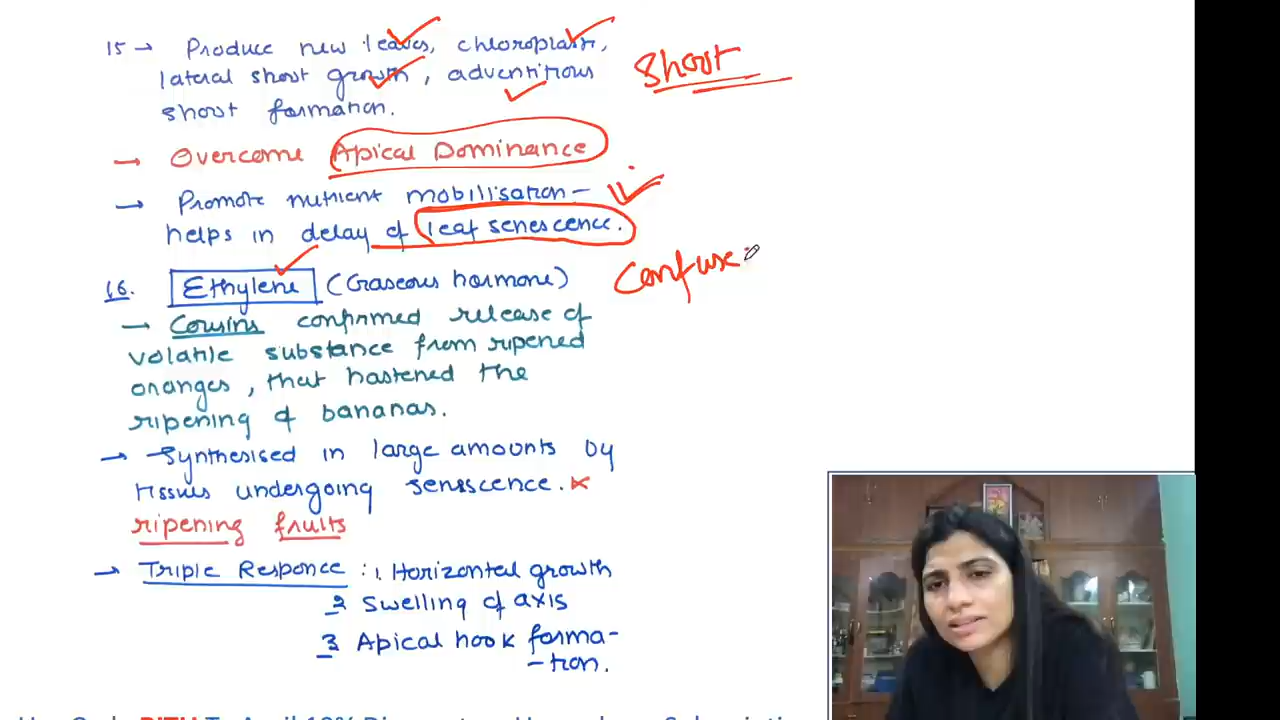 15 → Produce new leaves, chloroplast,
lateral shoot growth, adventitious
shoot formation.
Shoot
→ Overcome Apical Dominance
→ Promote nutrient mobilisation -
helps in delay of leaf senescence.
16. Ethylene (Gaseous hormone)
Confuse
→ Cousins confirmed release of
volatile substance from ripened
oranges, that hastened the
ripening of bananas.
→ Synthesised in large amounts by
tissues undergoing senescence. x
ripening fruits
→ Triple Responce : 1. Horizontal growth
2 Swelling of axis
3 Apical hook forma-
-tion.